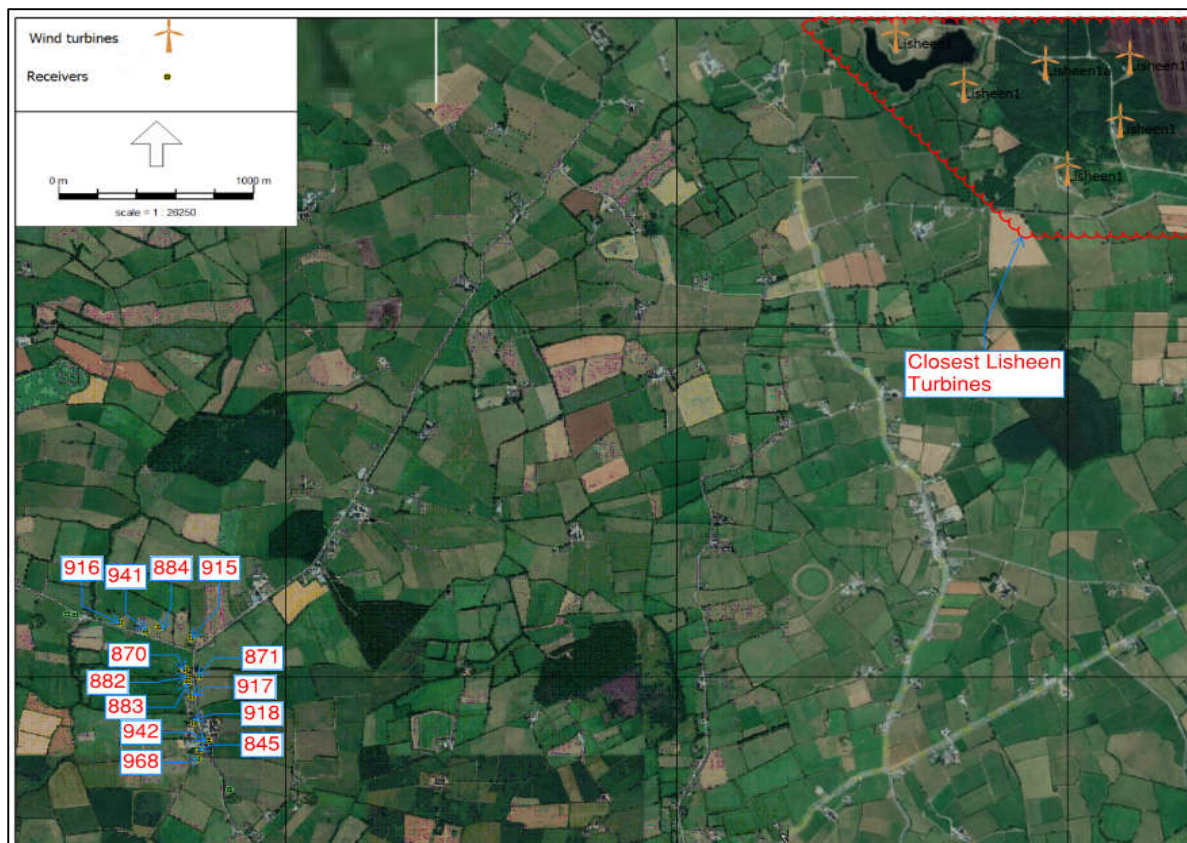 Wind turbines
Receivers
0 m 1000 m
scale = 1 : 26250
Lisheen1
Lisheen1a
Lisheen1
Lisheen1
Lisheen1
Lisheen1
Closest Lisheen
Turbines
916
941
884
915
870
871
882
883
917
918
942
845
968